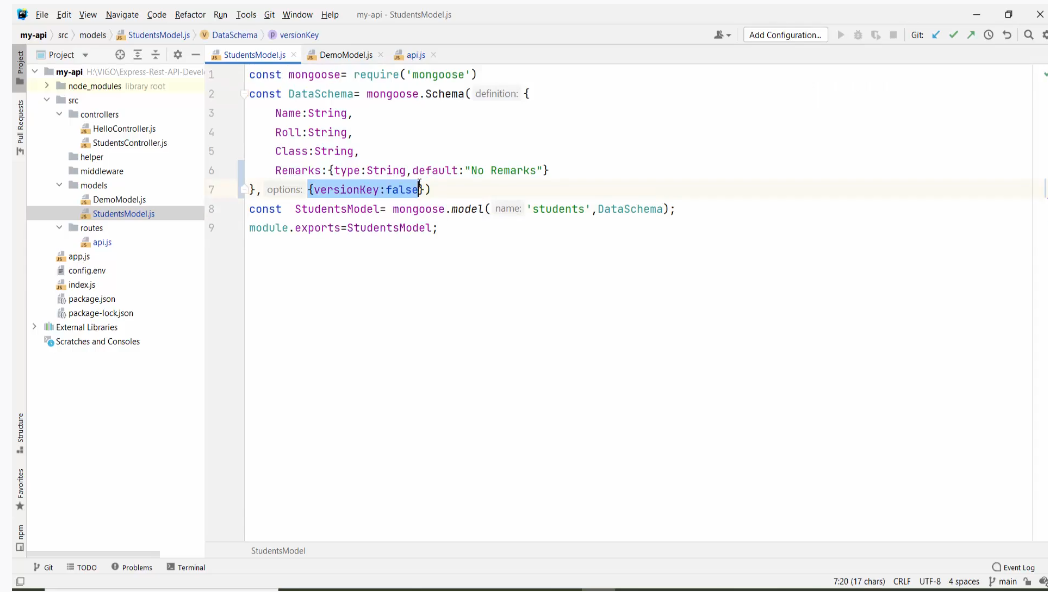 File Edit View Navigate Code Refactor Run Tools Git Window Help my-api - StudentsModel.js
my-api src models StudentsModel.js DataSchema versionKey Add Configuration... Git:
Project StudentsModel.js DemoModel.js api.js
my-api H:\VIGO\Express-Rest-API-Devel
node_modules library root
src
controllers
HelloController.js
StudentsController.js
helper
middleware
models
DemoModel.js
StudentsModel.js
routes
api.js
app.js
config.env
index.js
package.json
package-lock.json
External Libraries
Scratches and Consoles
Project
Pull Requests
Structure
Favorites
npm
1 const mongoose= require('mongoose')
2 const DataSchema= mongoose.Schema( definition: {
3 Name:String,
4 Roll:String,
5 Class:String,
6 Remarks:{type:String,default:"No Remarks"}
7 }, options: {versionKey:false})
8 const StudentsModel= mongoose.model( name: 'students',DataSchema);
9 module.exports=StudentsModel;
StudentsModel
Git TODO Problems Terminal Event Log
7:20 (17 chars) CRLF UTF-8 4 spaces main